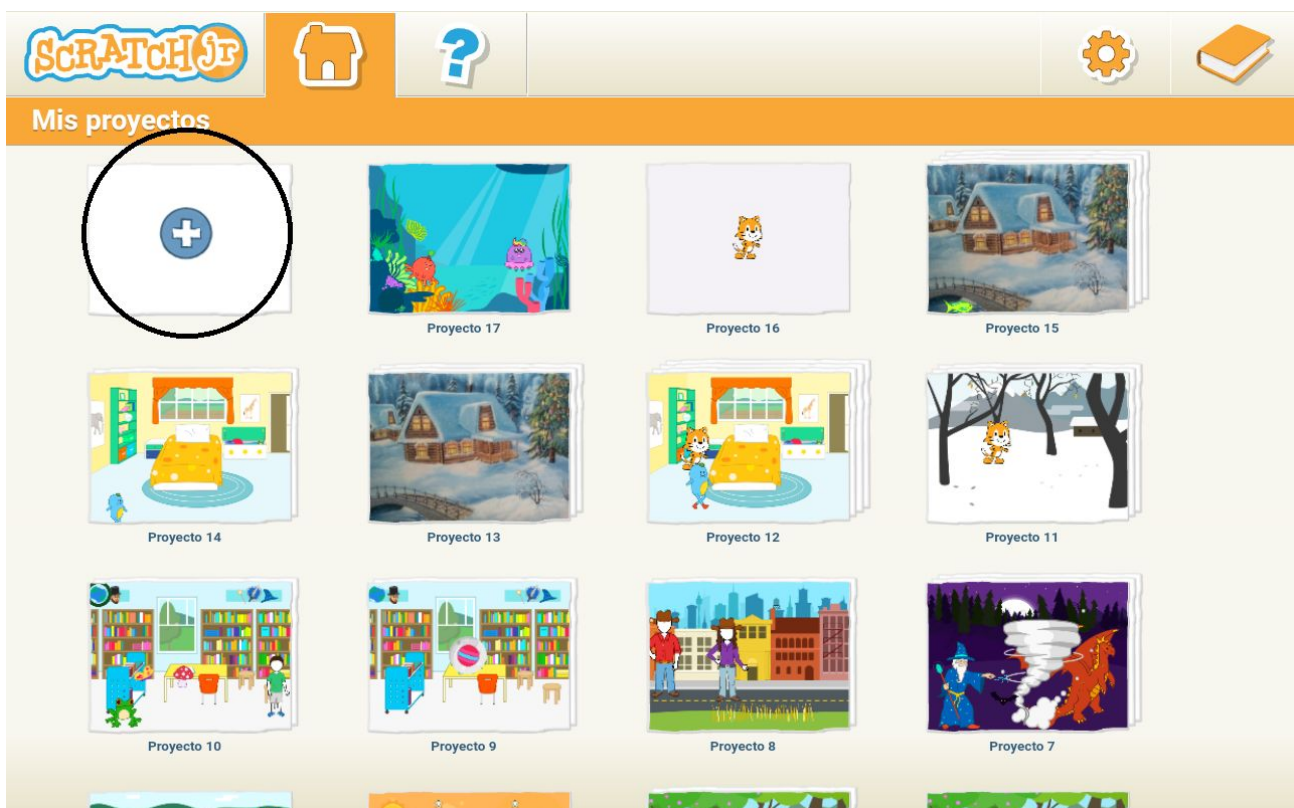 SCRATCH Jr
?
Mis proyectos
Proyecto 17
Proyecto 16
Proyecto 15
Proyecto 14
Proyecto 13
Proyecto 12
Proyecto 11
Proyecto 10
Proyecto 9
Proyecto 8
Proyecto 7